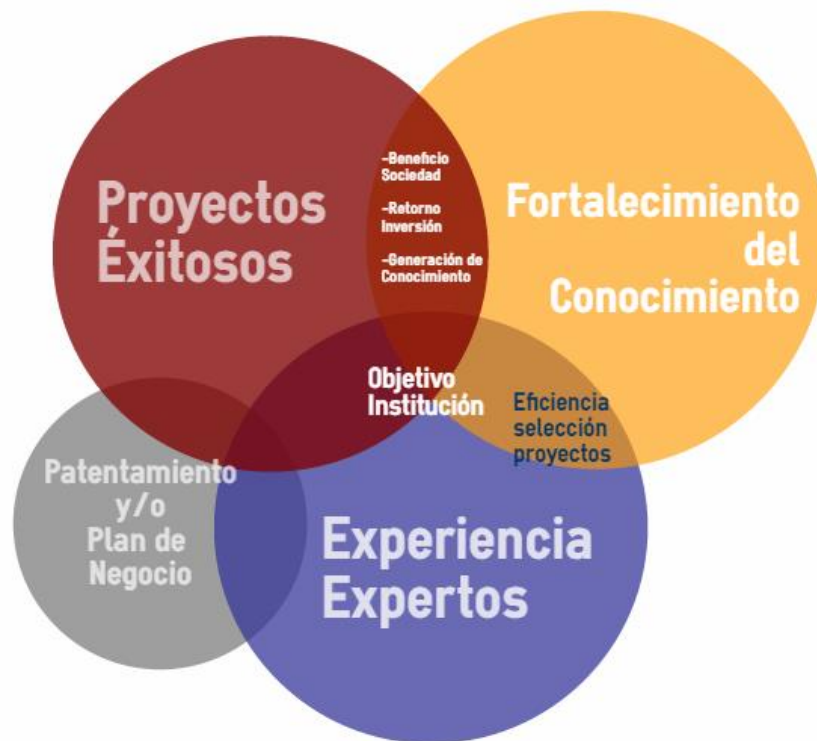 Proyectos
Éxitosos
-Beneficio
Sociedad
-Retorno
Inversión
-Generación de
Conocimiento
Fortalecimiento
del
Conocimiento
Objetivo
Institución
Eficiencia
selección
proyectos
Patentamiento
y/o
Plan de
Negocio
Experiencia
Expertos